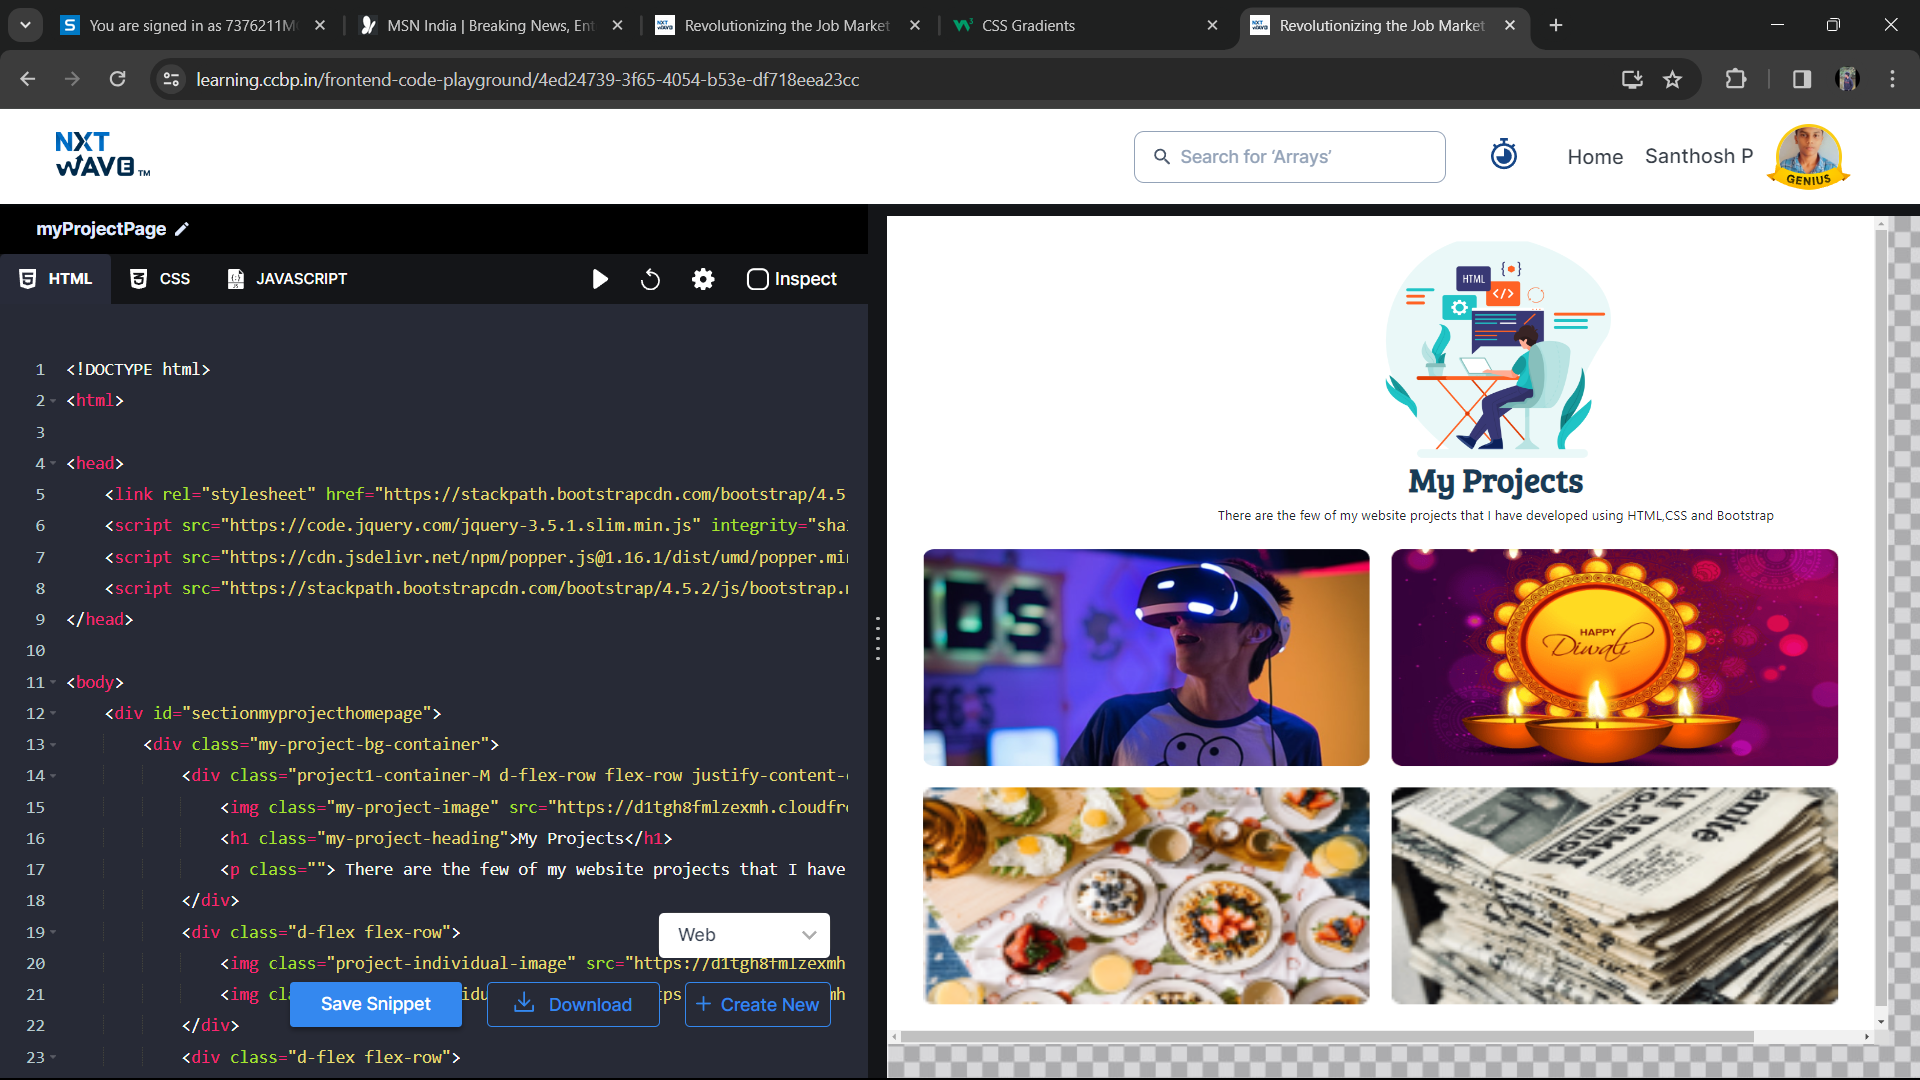 You are signed in as 7376211M
MSN India | Breaking News, Ent
Revolutionizing the Job Market
CSS Gradients
Revolutionizing the Job Market
learning.ccbp.in/frontend-code-playground/4ed24739-3f65-4054-b53e-df718eea23cc
NXT
WAVE TM
Search for ‘Arrays’
Home
Santhosh P
GENIUS
myProjectPage
HTML
CSS
JAVASCRIPT
Inspect
1 <!DOCTYPE html>
2 <html>
3
4 <head>
5 <link rel="stylesheet" href="https://stackpath.bootstrapcdn.com/bootstrap/4.5
6 <script src="https://code.jquery.com/jquery-3.5.1.slim.min.js" integrity="sha
7 <script src="https://cdn.jsdelivr.net/npm/popper.js@1.16.1/dist/umd/popper.min
8 <script src="https://stackpath.bootstrapcdn.com/bootstrap/4.5.2/js/bootstrap.m
9 </head>
10
11 <body>
12 <div id="sectionmyprojecthomepage">
13 <div class="my-project-bg-container">
14 <div class="project1-container-M d-flex-row flex-row justify-content-c
15 <img class="my-project-image" src="https://d1tgh8fmlzexmh.cloudfro
16 <h1 class="my-project-heading">My Projects</h1>
17 <p class=""> There are the few of my website projects that I have
18 </div>
19 <div class="d-flex flex-row">
20 <img class="project-individual-image" src="https://d1tgh8fmlzexmh
21 <img cl
22 </div>
23 <div class="d-flex flex-row">
Web
Save Snippet
Download
+ Create New
HTML
</>
My Projects
There are the few of my website projects that I have developed using HTML,CSS and Bootstrap
DS
HAPPY
Diwali